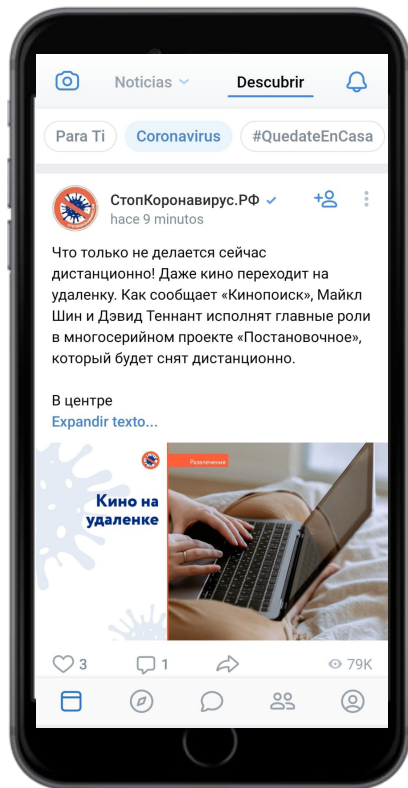 Noticias
Descubrir
Para Ti
Coronavirus
#QuedateEnCasa
СтопКоронавирус.РФ
hace 9 minutos
Что только не делается сейчас
дистанционно! Даже кино переходит на
удаленку. Как сообщает «Кинопоиск», Майкл
Шин и Дэвид Теннант исполнят главные роли
в многосерийном проекте «Постановочное»,
который будет снят дистанционно.
В центре
Expandir texto...
Развлечения
Кино на
удаленке
3
1
79K